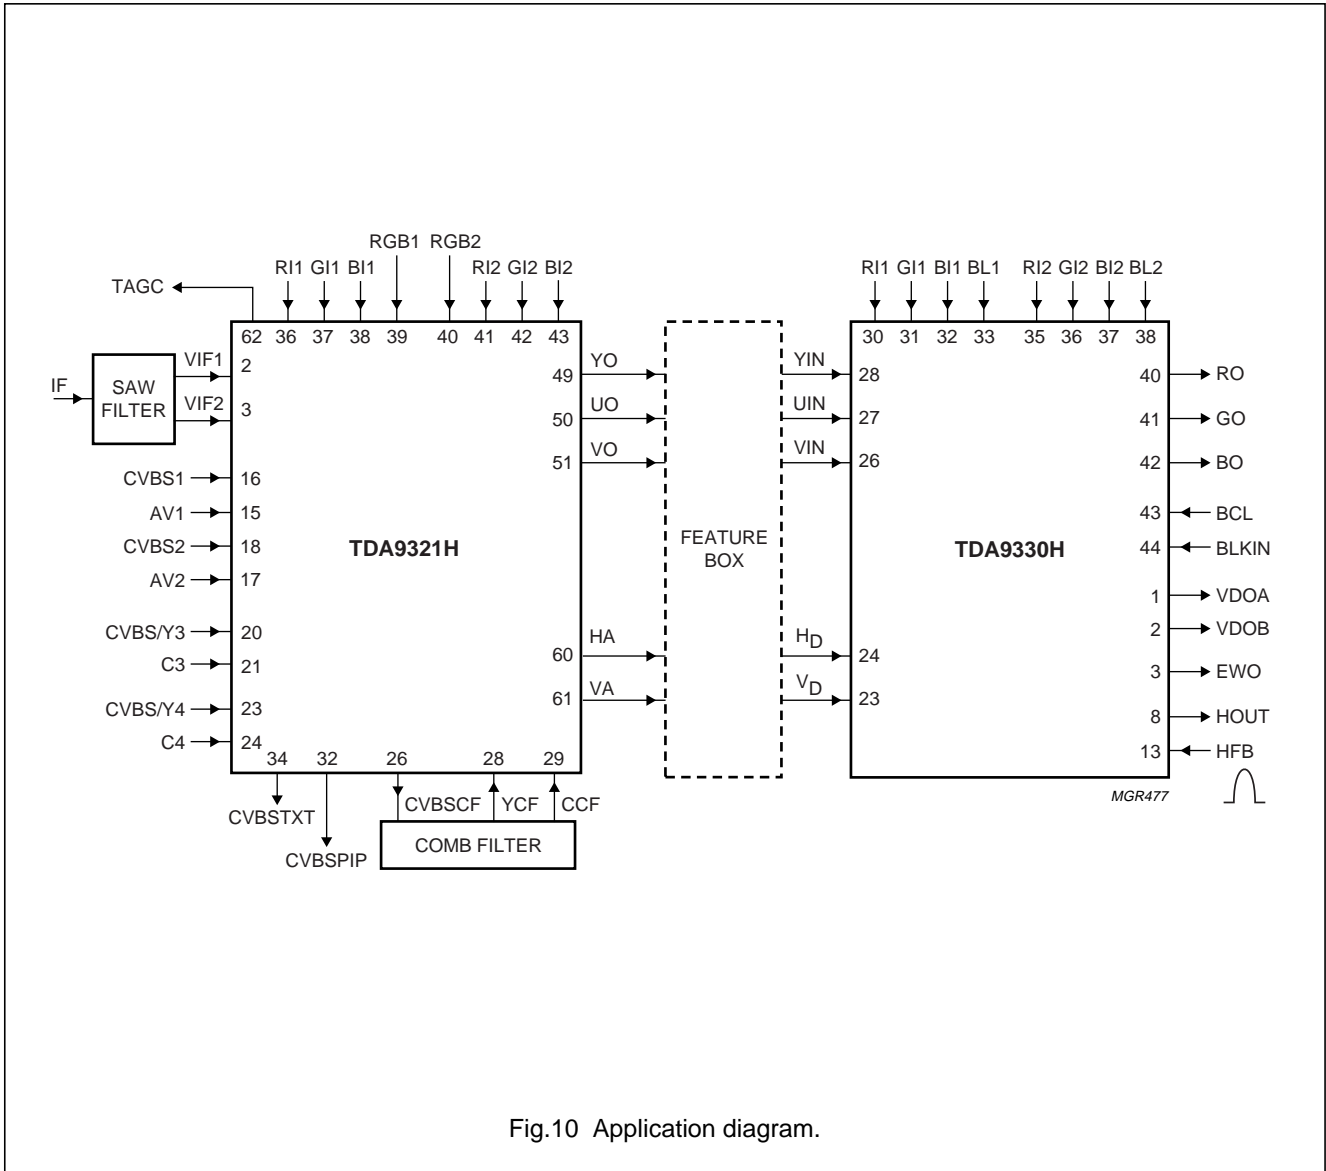 RGB1 RGB2
RI1 GI1 BI1 RI2 GI2 BI2
RI1 GI1 BI1 BL1 RI2 GI2 BI2 BL2
TAGC
62 36 37 38 39 40 41 42 43
30 31 32 33 35 36 37 38
IF
SAW
FILTER
VIF1 2
VIF2 3
CVBS1 16
AV1 15
CVBS2 18
AV2 17
CVBS/Y3 20
C3 21
CVBS/Y4 23
C4 24
TDA9321H
49 YO
50 UO
51 VO
60 HA
61 VA
34 32 26 28 29
CVBSTXT
CVBSPIP
CVBSCF YCF CCF
COMB FILTER
FEATURE
BOX
YIN 28
UIN 27
VIN 26
HD 24
VD 23
TDA9330H
40 RO
41 GO
42 BO
43 BCL
44 BLKIN
1 VDOA
2 VDOB
3 EWO
8 HOUT
13 HFB
MGR477
Fig.10 Application diagram.